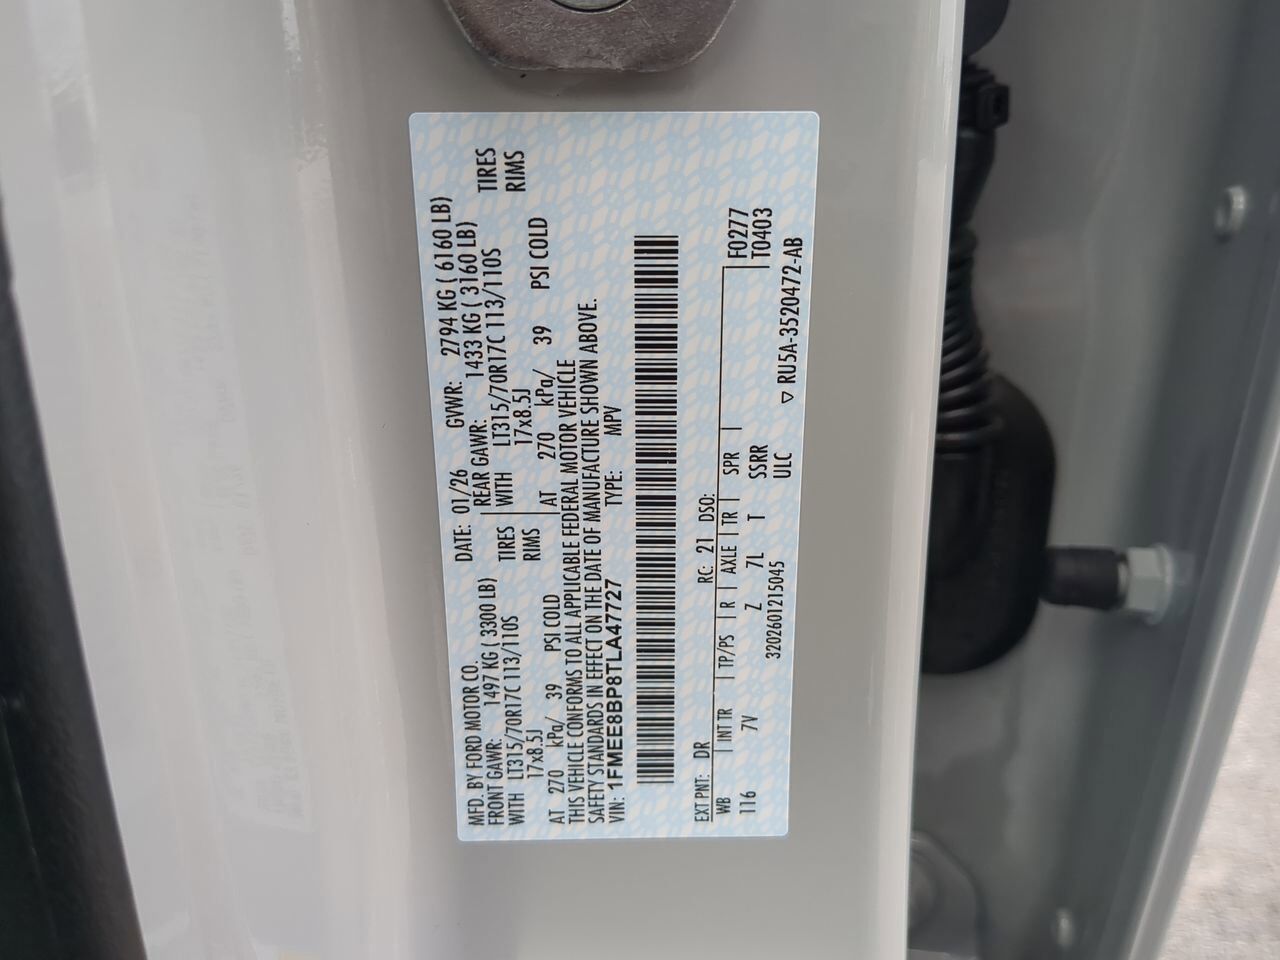 MFD. BY FORD MOTOR CO.
DATE: 01/26 GVWR: 2794 KG ( 6160 LB)
FRONT GAWR: 1497 KG ( 3300 LB) REAR GAWR: 1433 KG ( 3160 LB)
WITH LT315/70R17C 113/110S TIRES WITH LT315/70R17C 113/110S TIRES
17x8.5J RIMS 17x8.5J RIMS
AT 270 kPa/ 39 PSI COLD AT 270 kPa/ 39 PSI COLD
THIS VEHICLE CONFORMS TO ALL APPLICABLE FEDERAL MOTOR VEHICLE
SAFETY STANDARDS IN EFFECT ON THE DATE OF MANUFACTURE SHOWN ABOVE.
VIN: 1FMEE8BP8TLA47727 TYPE: MPV
EXT PNT: DR RC: 21 DSO: F0277
WB INT TR TP/PS R AXLE TR SPR T0403
116 7V Z 7L T SSRR
3202601215045 ULC ▽ RU5A-3520472-AB